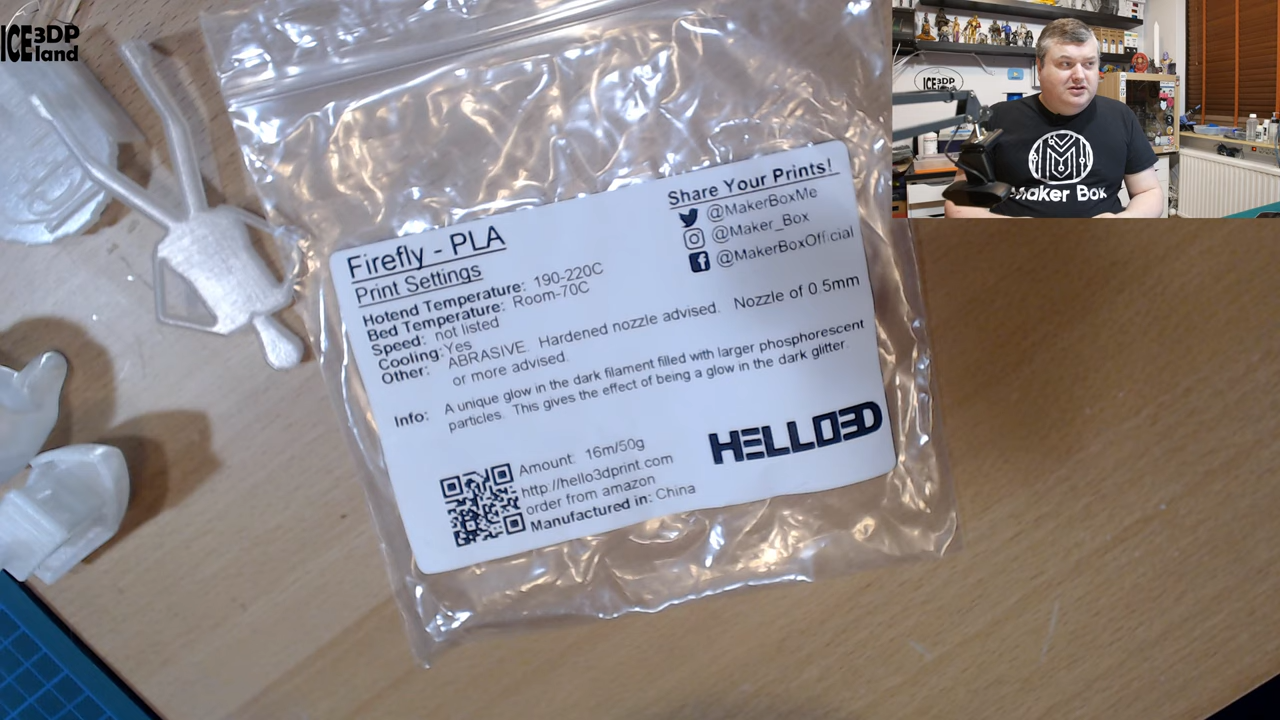 ICE3DP
land
ICE3DP
Maker Box
Share Your Prints!
@MakerBoxMe
@Maker_Box
@MakerBoxOfficial
Firefly - PLA
Print Settings
Hotend Temperature: 190-220C
Bed Temperature: Room-70C
Speed: not listed
Cooling: Yes
Other: ABRASIVE. Hardened nozzle advised. Nozzle of 0.5mm
or more advised.
Info: A unique glow in the dark filament filled with larger phosphorescent
particles. This gives the effect of being a glow in the dark glitter.
HELLO3D
Amount: 16m/50g
http://hello3dprint.com
order from amazon
Manufactured in: China